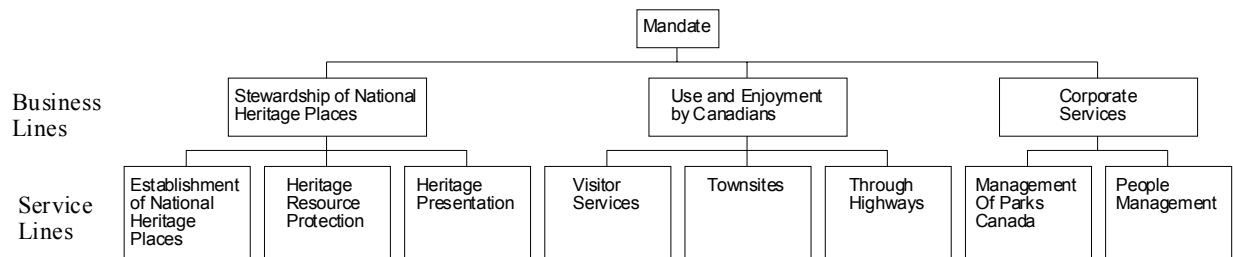 Mandate
Business
Lines
Stewardship of National
Heritage Places
Use and Enjoyment
by Canadians
Corporate
Services
Service
Lines
Establishment
of National
Heritage
Places
Heritage
Resource
Protection
Heritage
Presentation
Visitor
Services
Townsites
Through
Highways
Management
Of Parks
Canada
People
Management